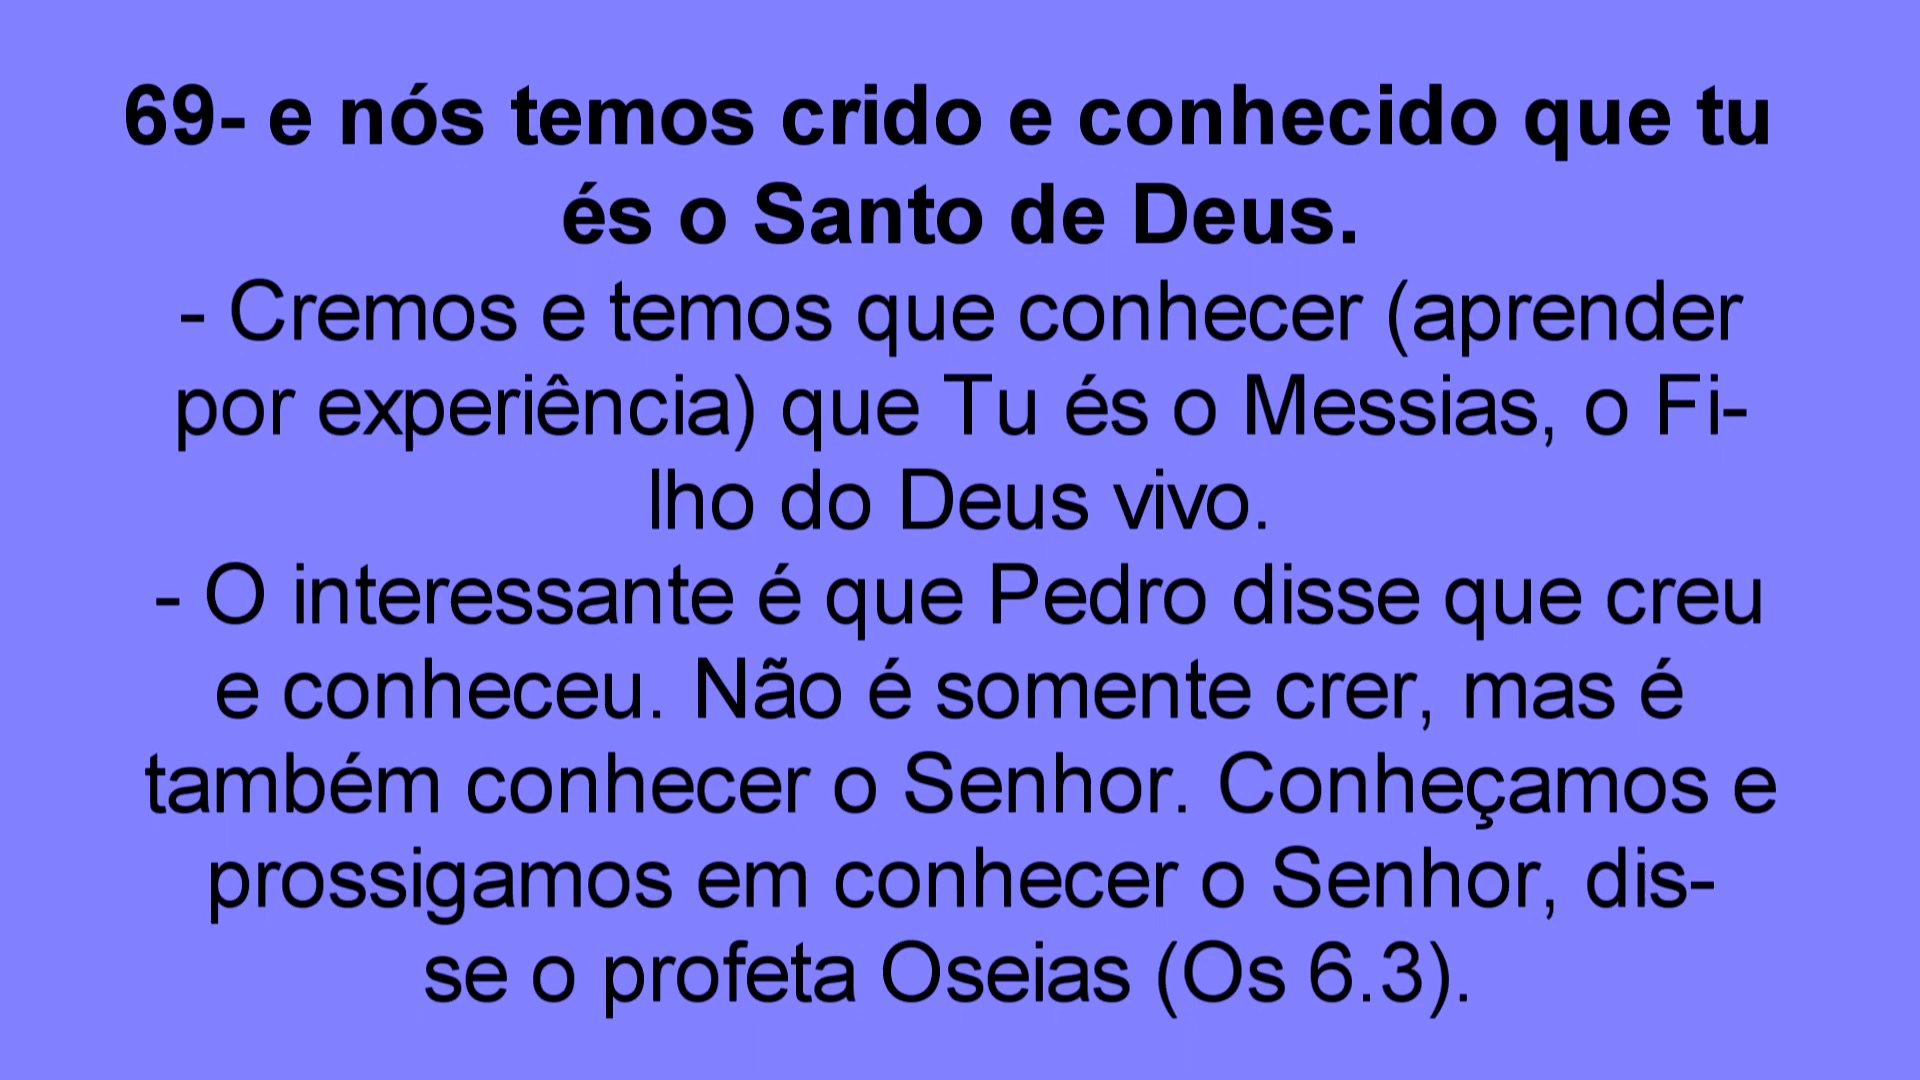 69- e nós temos crido e conhecido que tu
és o Santo de Deus.
- Cremos e temos que conhecer (aprender
por experiência) que Tu és o Messias, o Fi-
lho do Deus vivo.
- O interessante é que Pedro disse que creu
e conheceu. Não é somente crer, mas é
também conhecer o Senhor. Conheçamos e
prossigamos em conhecer o Senhor, dis-
se o profeta Oseias (Os 6.3).